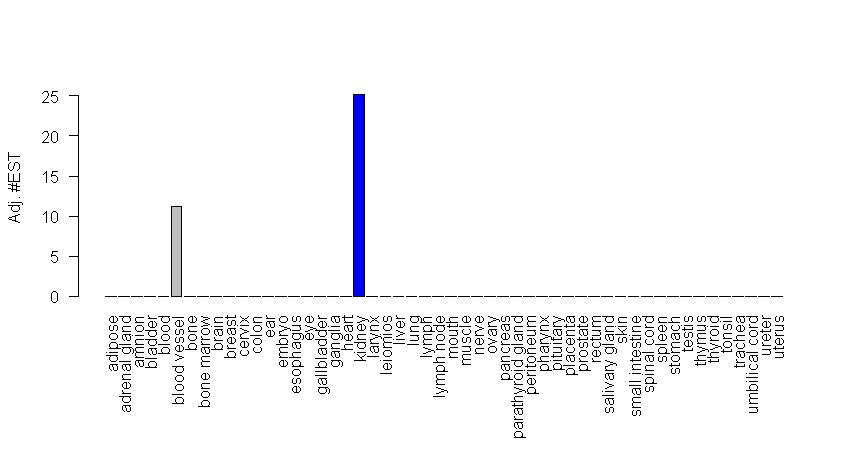 Adj. #EST
25
20
15
10
5
0
adipose
adrenal gland
amnion
bladder
blood
blood vessel
bone
bone marrow
brain
breast
cervix
colon
ear
embryo
esophagus
eye
gallbladder
ganglia
heart
kidney
larynx
leiomios
liver
lung
lymph
lymph node
mouth
muscle
nerve
ovary
pancreas
parathyroid gland
peritoneum
pharynx
pituitary
placenta
prostate
rectum
salivary gland
skin
small intestine
spinal cord
spleen
stomach
testis
thymus
thyroid
tonsil
trachea
umbilical cord
ureter
uterus